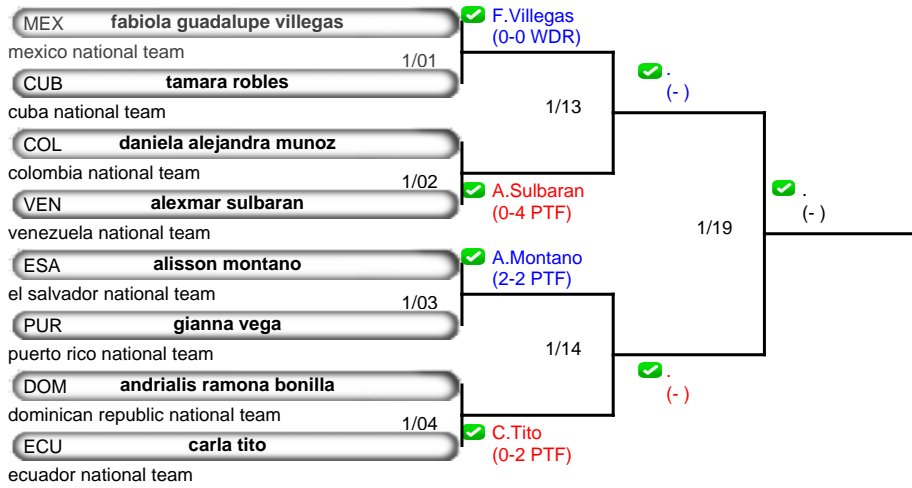 MEX fabiola guadalupe villegas
mexico national team
1/01
F.Villegas
(0-0 WDR)
CUB tamara robles
cuba national team
1/13
.
(- )
COL daniela alejandra munoz
colombia national team
1/02
A.Sulbaran
(0-4 PTF)
VEN alexmar sulbaran
venezuela national team
1/19
.
(- )
ESA alisson montano
el salvador national team
1/03
A.Montano
(2-2 PTF)
PUR gianna vega
puerto rico national team
1/14
.
(- )
DOM andrialis ramona bonilla
dominican republic national team
1/04
C.Tito
(0-2 PTF)
ECU carla tito
ecuador national team